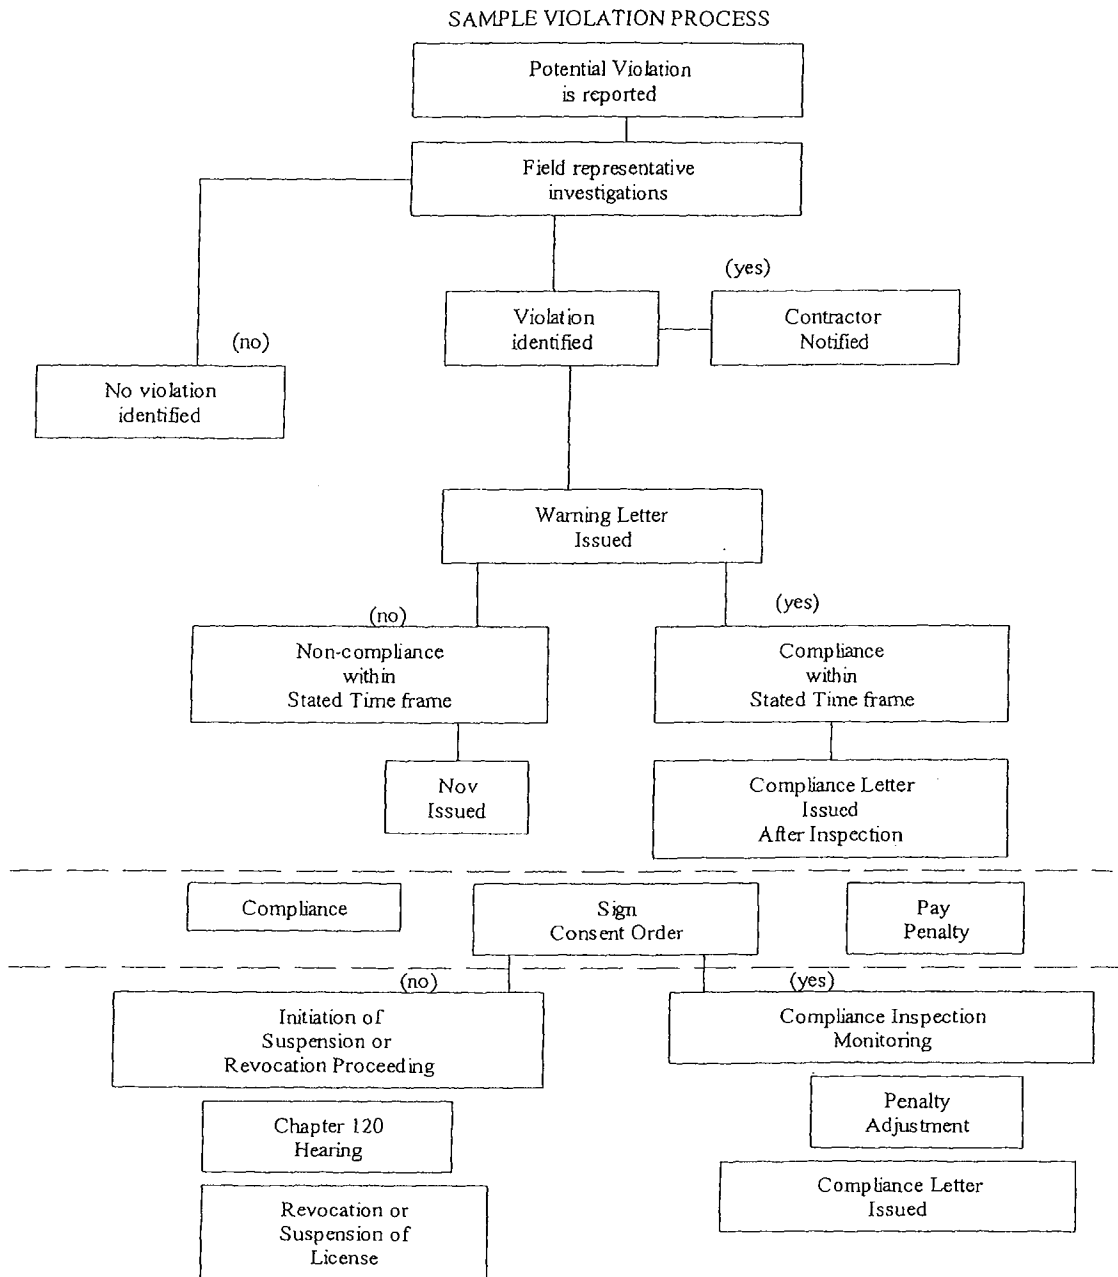 SAMPLE VIOLATION PROCESS
Potential Violation
is reported
Field representative
investigations
(yes)
Violation
identified
Contractor
Notified
(no)
No violation
identified
Warning Letter
Issued
(no)
(yes)
Non-compliance
within
Stated Time frame
Compliance
within
Stated Time frame
Nov
Issued
Compliance Letter
Issued
After Inspection
Compliance
Sign
Consent Order
Pay
Penalty
(no)
(yes)
Initiation of
Suspension or
Revocation Proceeding
Compliance Inspection
Monitoring
Chapter 120
Hearing
Penalty
Adjustment
Revocation or
Suspension of
License
Compliance Letter
Issued